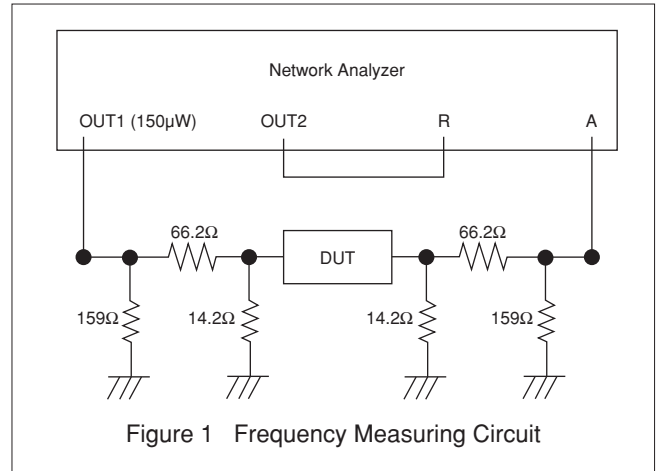 Network Analyzer
OUT1 (150µW) OUT2 R A
66.2Ω 66.2Ω
DUT
159Ω 14.2Ω 14.2Ω 159Ω
Figure 1 Frequency Measuring Circuit